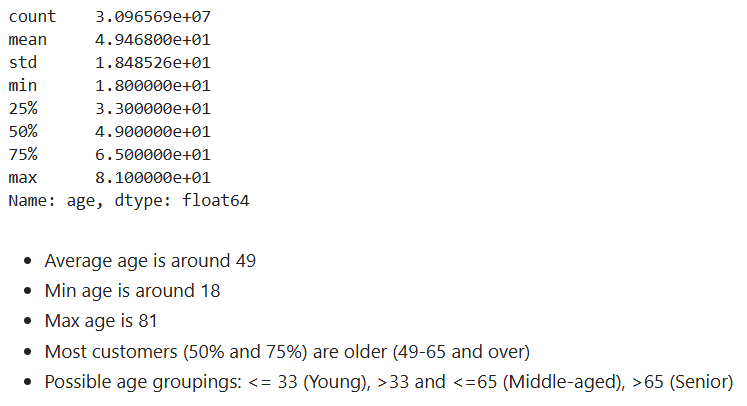 count    3.096569e+07
mean     4.946800e+01
std      1.848526e+01
min      1.800000e+01
25%      3.300000e+01
50%      4.900000e+01
75%      6.500000e+01
max      8.100000e+01
Name: age, dtype: float64
• Average age is around 49
• Min age is around 18
• Max age is 81
• Most customers (50% and 75%) are older (49-65 and over)
• Possible age groupings: <= 33 (Young), >33 and <=65 (Middle-aged), >65 (Senior)